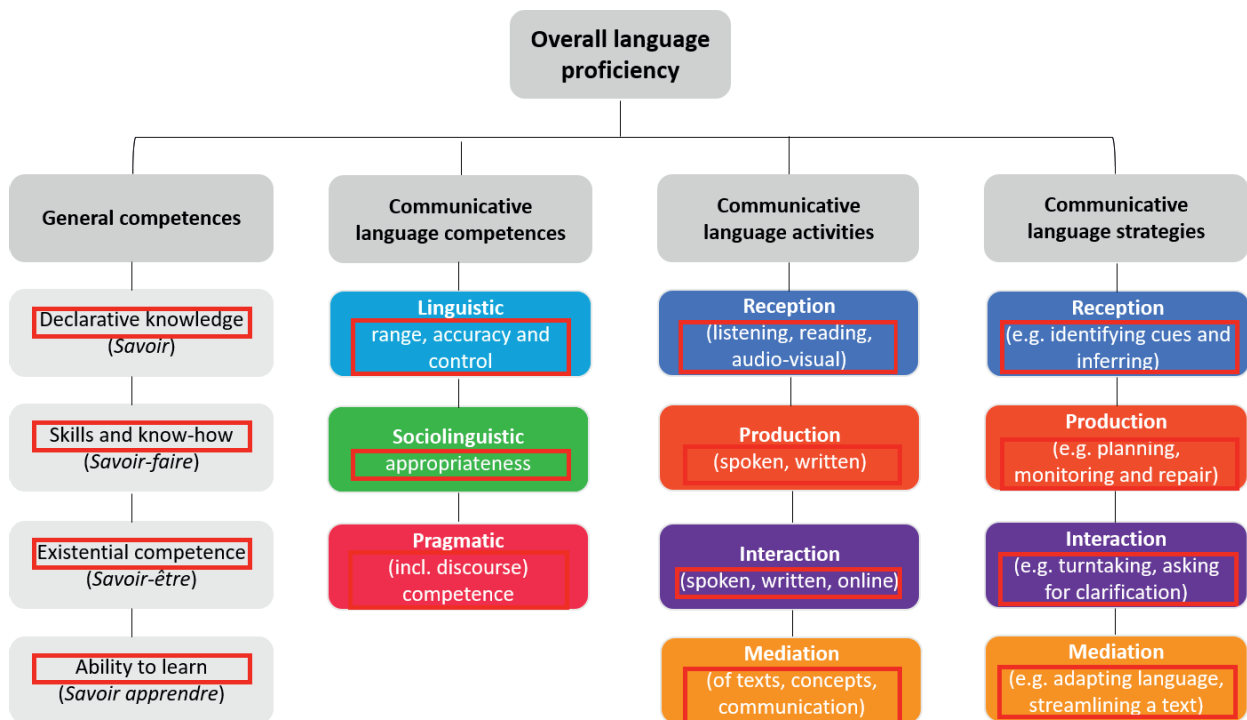 Overall language
proficiency
General competences
Declarative knowledge
(Savoir)
Skills and know-how
(Savoir-faire)
Existential competence
(Savoir-être)
Ability to learn
(Savoir apprendre)
Communicative
language competences
Linguistic
range, accuracy and
control
Sociolinguistic
appropriateness
Pragmatic
(incl. discourse)
competence
Communicative
language activities
Reception
(listening, reading,
audio-visual)
Production
(spoken, written)
Interaction
(spoken, written, online)
Mediation
(of texts, concepts,
communication)
Communicative
language strategies
Reception
(e.g. identifying cues and
inferring)
Production
(e.g. planning,
monitoring and repair)
Interaction
(e.g. turntaking, asking
for clarification)
Mediation
(e.g. adapting language,
streamlining a text)